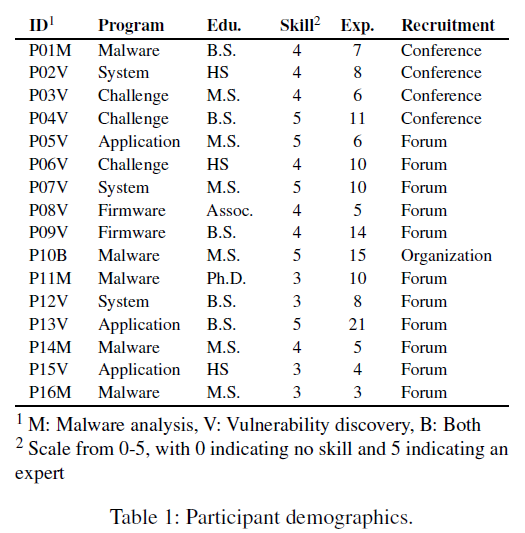 ID1 Program Edu. Skill2 Exp. Recruitment
P01M Malware B.S. 4 7 Conference
P02V System HS 4 8 Conference
P03V Challenge M.S. 4 6 Conference
P04V Challenge B.S. 5 11 Conference
P05V Application M.S. 5 6 Forum
P06V Challenge HS 4 10 Forum
P07V System M.S. 5 10 Forum
P08V Firmware Assoc. 4 5 Forum
P09V Firmware B.S. 4 14 Forum
P10B Malware M.S. 5 15 Organization
P11M Malware Ph.D. 3 10 Forum
P12V System B.S. 3 8 Forum
P13V Application B.S. 5 21 Forum
P14M Malware M.S. 4 5 Forum
P15V Application HS 3 4 Forum
P16M Malware M.S. 3 3 Forum
1 M: Malware analysis, V: Vulnerability discovery, B: Both
2 Scale from 0-5, with 0 indicating no skill and 5 indicating an
expert
Table 1: Participant demographics.